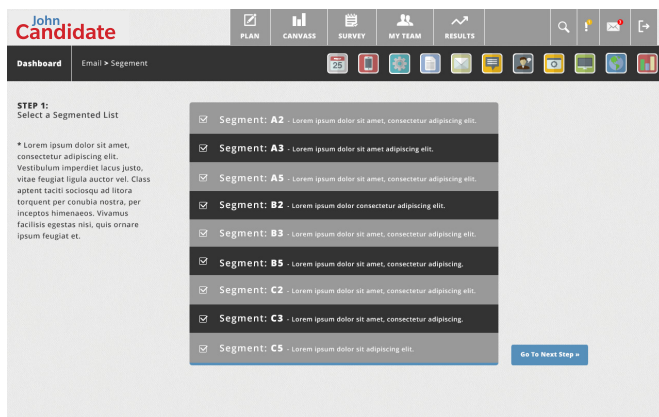 John
Candidate
PLAN
CANVASS
SURVEY
MY TEAM
RESULTS
Dashboard
Email > Segement
25
STEP 1:
Select a Segmented List
* Lorem ipsum dolor sit amet,
consectetur adipiscing elit.
Vestibulum imperdiet lacus justo,
vitae feugiat ligula auctor vel. Class
aptent taciti sociosqu ad litora
torquent per conubia nostra, per
inceptos himenaeos. Vivamus
facilisis egestas nisi, quis ornare
ipsum feugiat et.
Segment: A2 - Lorem ipsum dolor sit amet, consectetur adipiscing elit.
Segment: A3 - Lorem ipsum dolor sit amet adipiscing elit.
Segment: A5 - Lorem ipsum dolor sit amet, consectetur adipiscing elit.
Segment: B2 - Lorem ipsum dolor consectetur adipiscing elit.
Segment: B3 - Lorem ipsum dolor sit amet, consectetur adipiscing elit.
Segment: B5 - Lorem ipsum dolor sit amet, consectetur adipiscing.
Segment: C2 - Lorem ipsum dolor sit amet, consectetur adipiscing elit.
Segment: C3 - Lorem ipsum dolor sit amet, consectetur adipiscing.
Segment: C5 - Lorem ipsum dolor sit adipiscing elit.
Go To Next Step »